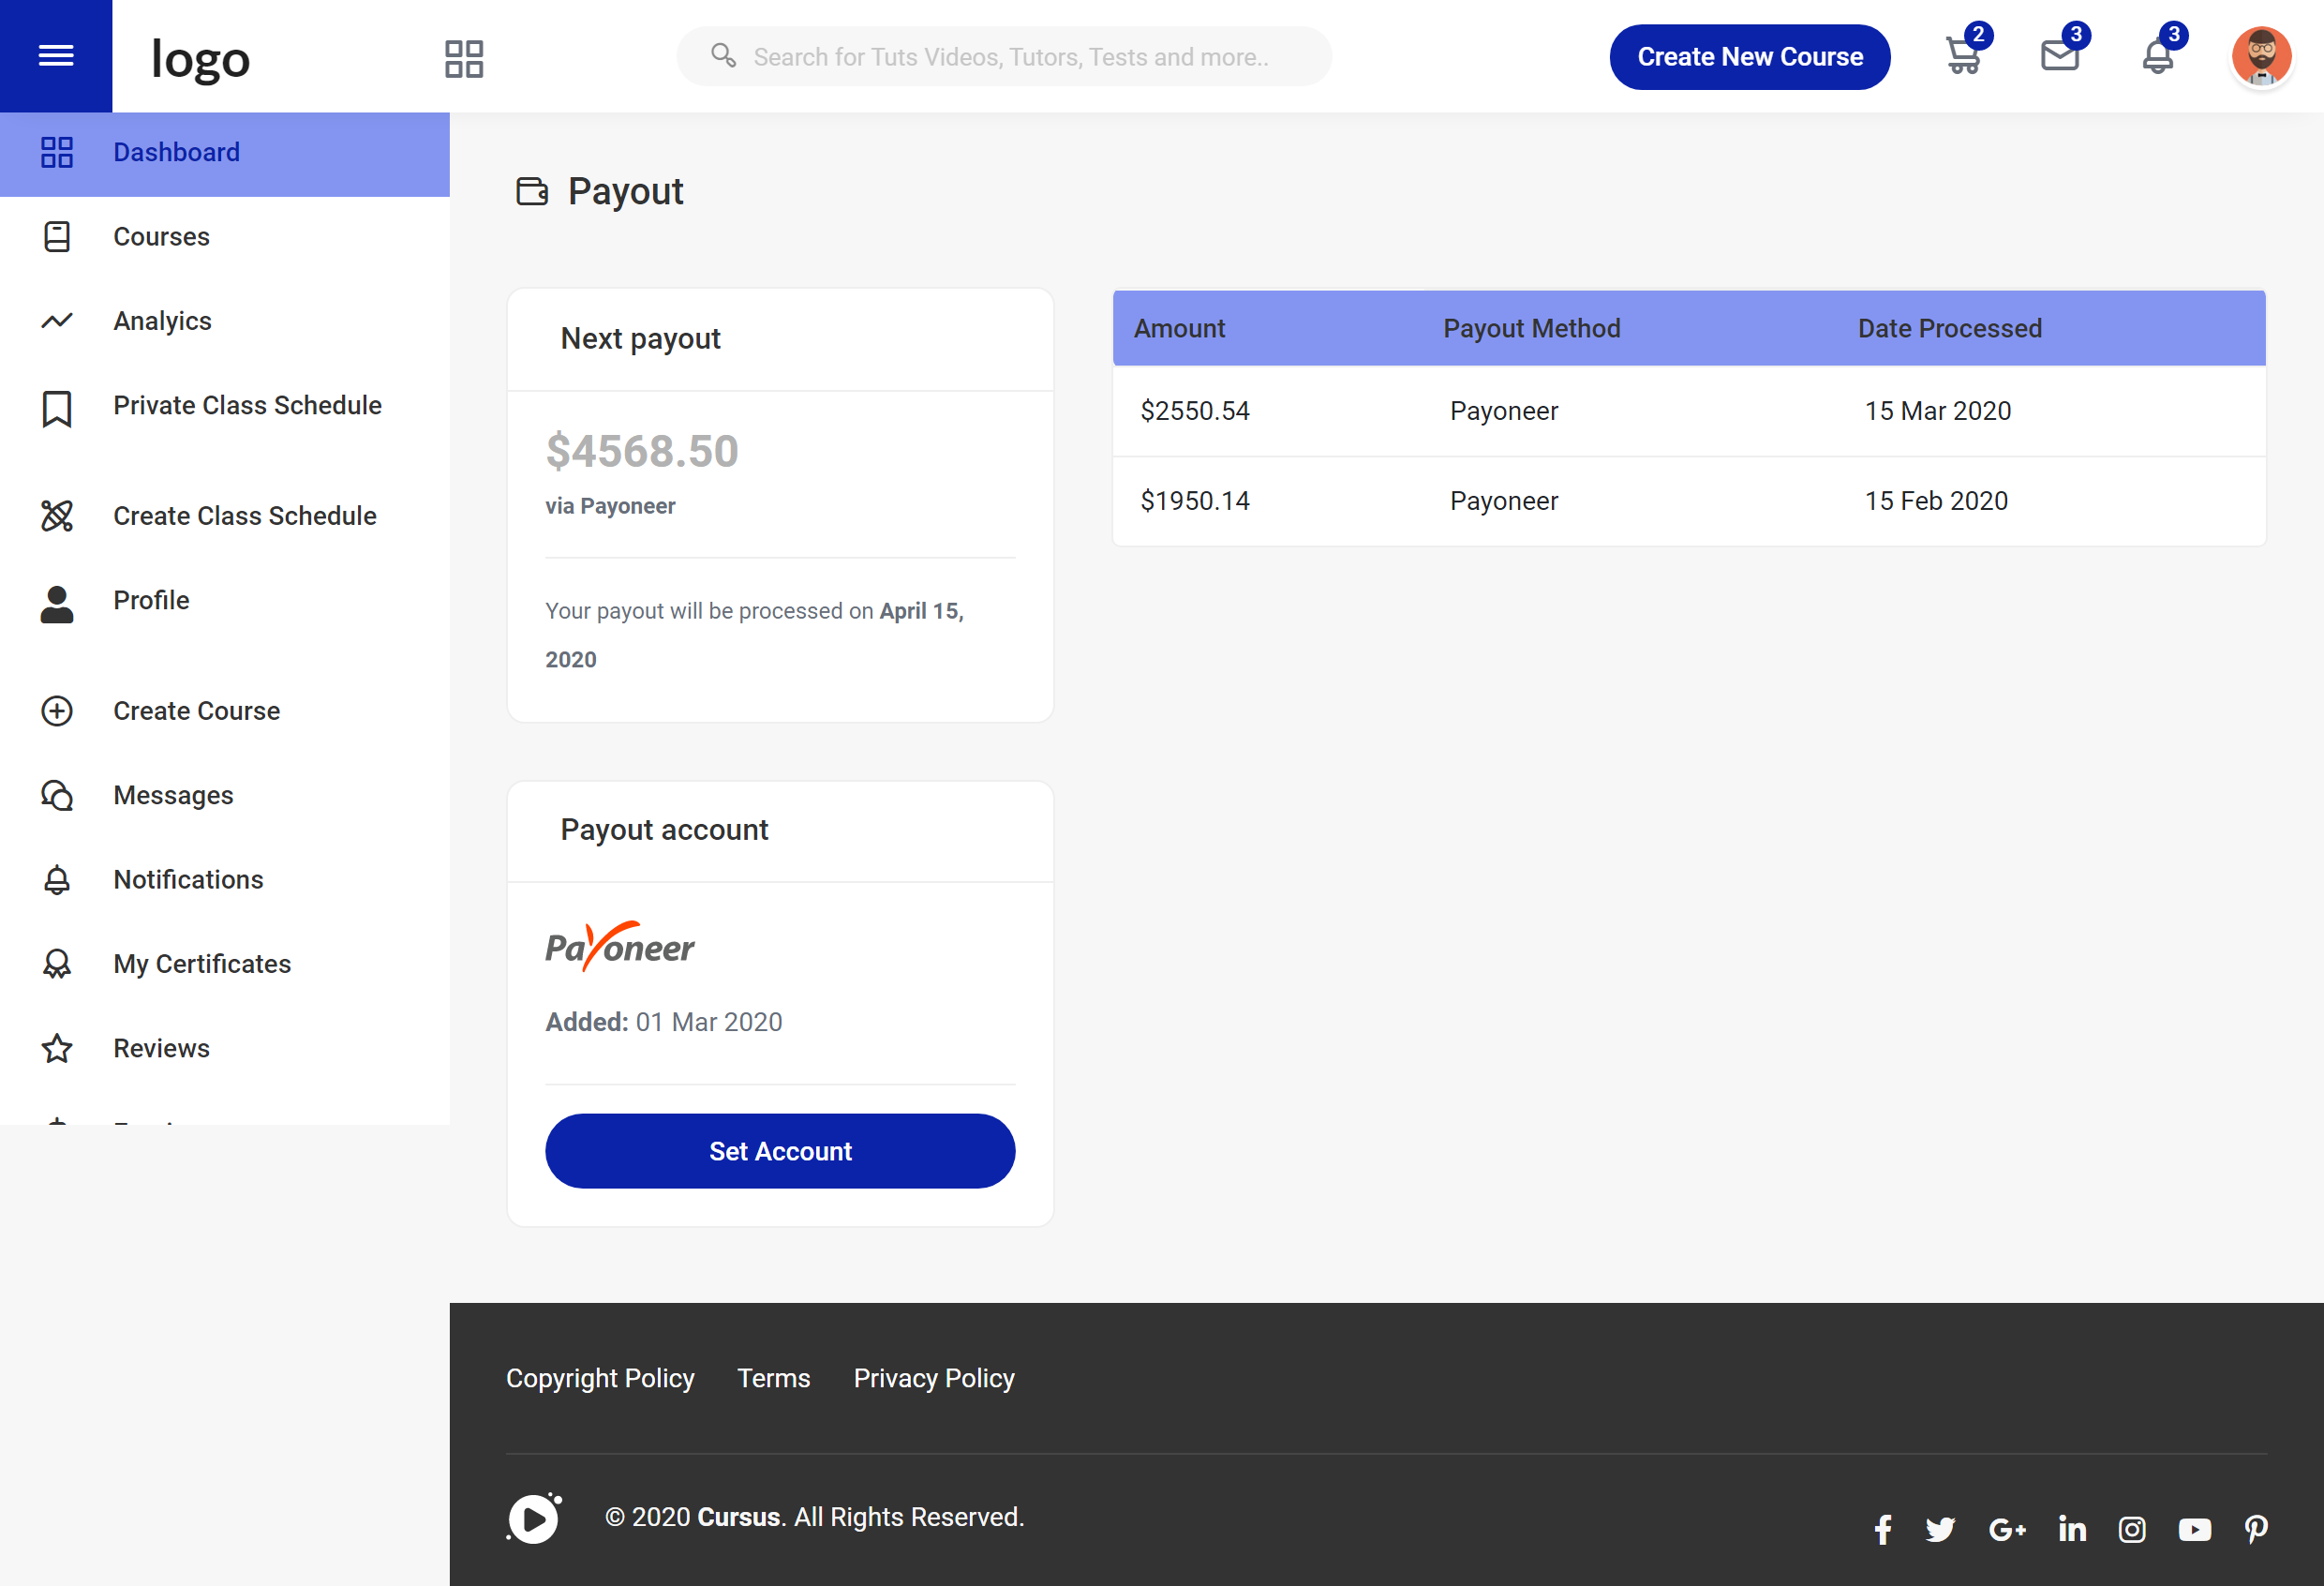 logo
Search for Tuts Videos, Tutors, Tests and more..
Create New Course
2
3
3
Dashboard
Courses
Analyics
Private Class Schedule
Create Class Schedule
Profile
Create Course
Messages
Notifications
My Certificates
Reviews
Payout
Next payout
$4568.50
via Payoneer
Your payout will be processed on April 15,
2020
Amount Payout Method Date Processed
$2550.54 Payoneer 15 Mar 2020
$1950.14 Payoneer 15 Feb 2020
Payout account
Payoneer
Added: 01 Mar 2020
Set Account
Copyright Policy Terms Privacy Policy
© 2020 Cursus. All Rights Reserved.